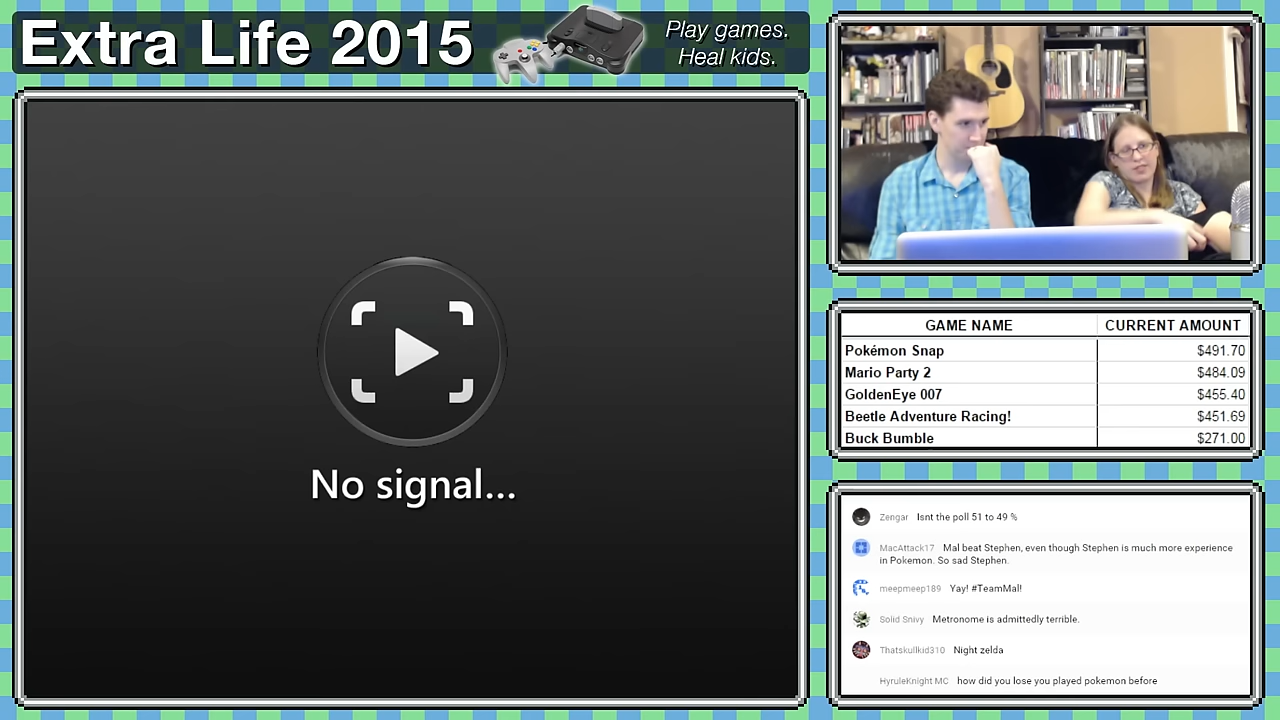 Extra Life 2015
Play games.
Heal kids.
No signal...
GAME NAME CURRENT AMOUNT
Pokémon Snap $491.70
Mario Party 2 $484.09
GoldenEye 007 $455.40
Beetle Adventure Racing! $451.69
Buck Bumble $271.00
Zengar Isnt the poll 51 to 49 %
MacAttack17 Mal beat Stephen, even though Stephen is much more experience
in Pokemon. So sad Stephen.
meepmeep189 Yay! #TeamMal!
Solid Snivy Metronome is admittedly terrible.
Thatskullkid310 Night zelda
HyruleKnight MC how did you lose you played pokemon before